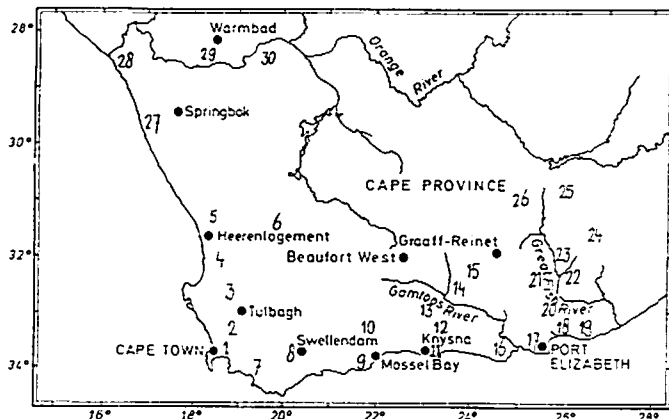 Warmbad
28°
28
29
30
Orange
River
Springbok
27
30°
CAPE PROVINCE
26
25
5
6
Heerenlogement
Graaff-Reinet
24
4
Beaufort West
23
32°
15
Great Fish River
21
22
14
3
Gamtoos River
13
20
Tulbagh
2
10
12
18
19
Swellendam
Knysna
CAPE TOWN
1
8
11
16
17
PORT ELIZABETH
7
9
Mossel Bay
34°
16°
18°
20°
22°
24°
26°
28°